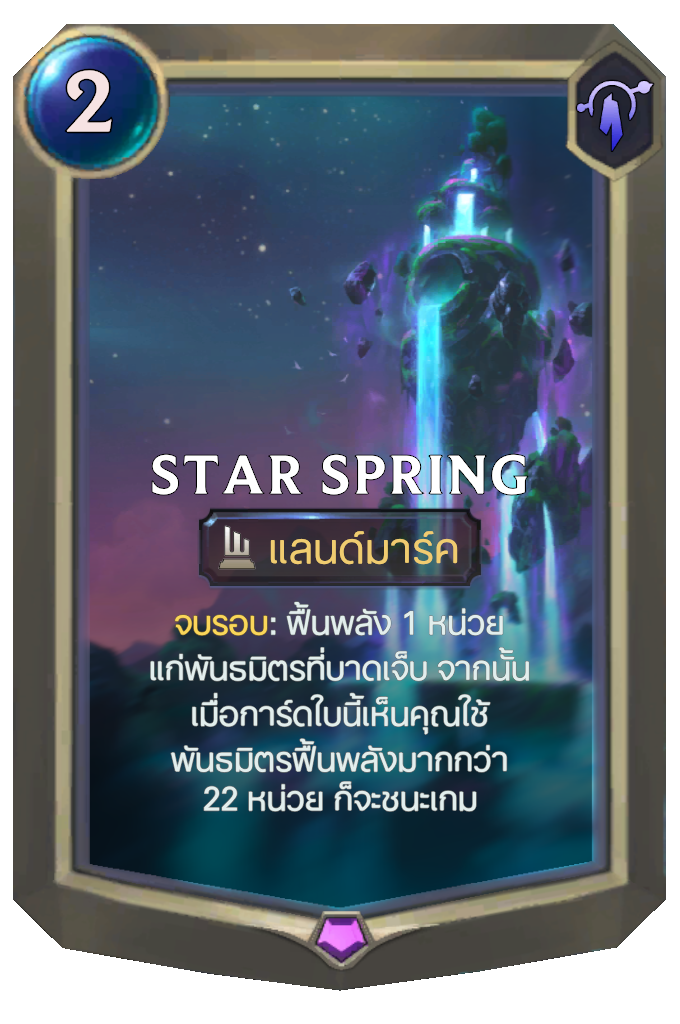 2
STAR SPRING
แลนด์มาร์ค
จบรอบ: ฟื้นพลัง 1 หน่วย
แก่พันธมิตรที่บาดเจ็บ จากนั้น
เมื่อการ์ดใบนี้เห็นคุณใช้
พันธมิตรฟื้นพลังมากกว่า
22 หน่วย ก็จะชนะเกม